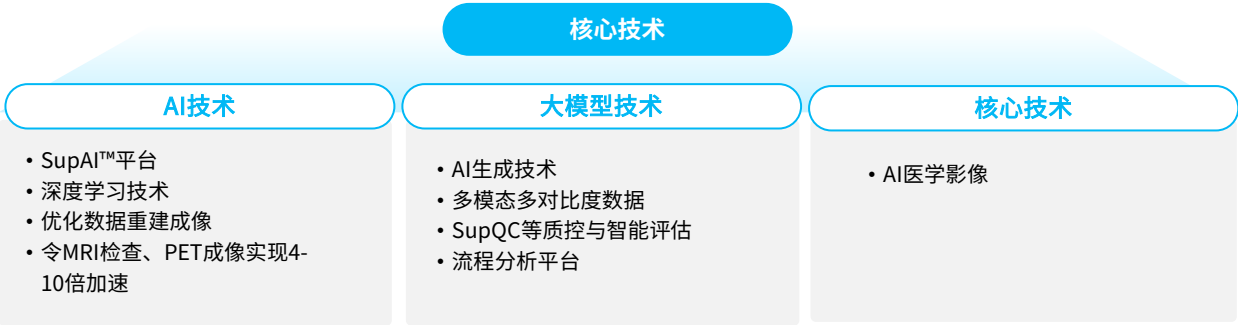 核心技术
AI技术
• SupAI™平台
• 深度学习技术
• 优化数据重建成像
• 令MRI检查、PET成像实现4-
10倍加速
大模型技术
• AI生成技术
• 多模态多对比度数据
• SupQC等质控与智能评估
• 流程分析平台
核心技术
• AI医学影像